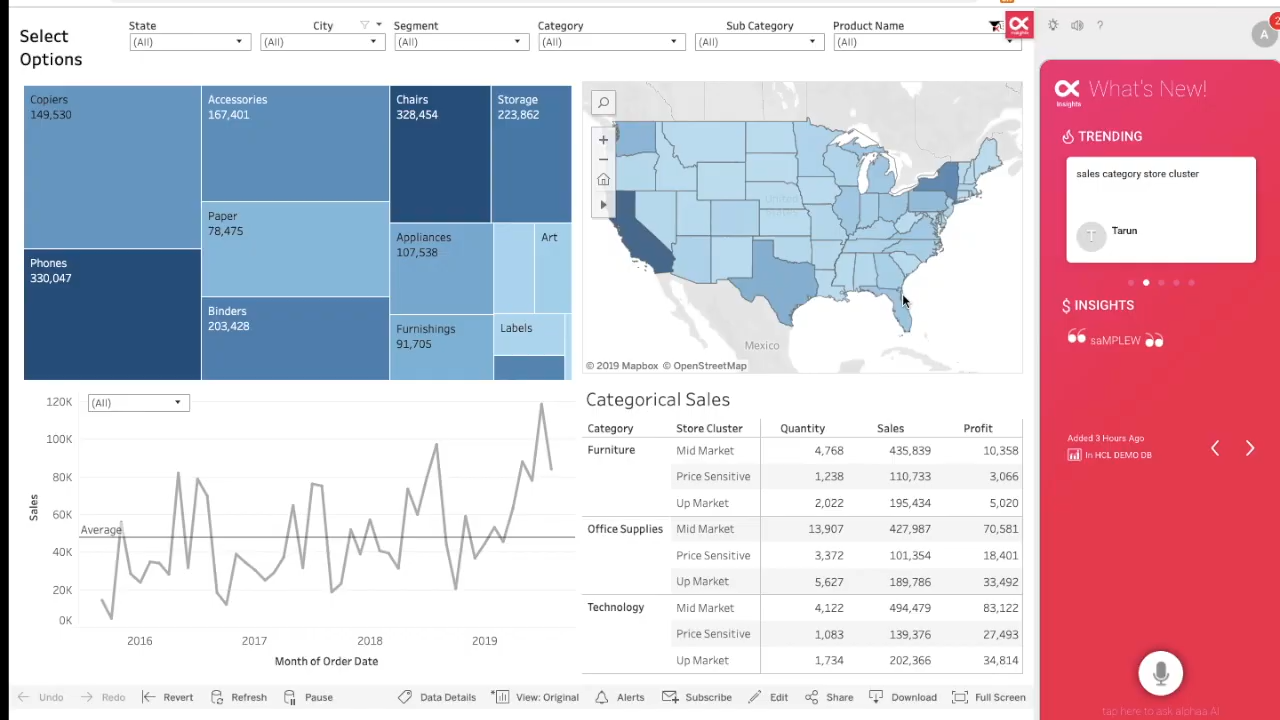 Select
Options
State
City
Segment
Category
Sub Category
Product Name
(All)
(All)
(All)
(All)
(All)
(All)
Copiers
149,530
Phones
330,047
Accessories
167,401
Paper
78,475
Binders
203,428
Chairs
328,454
Storage
223,862
Appliances
107,538
Art
Furnishings
91,705
Labels
Mexico
© 2019 Mapbox © OpenStreetMap
120K
100K
80K
60K
40K
20K
0K
(All)
Sales
Average
2016
2017
2018
2019
Month of Order Date
Categorical Sales
Category Store Cluster Quantity Sales Profit
Furniture Mid Market 4,768 435,839 10,358
Price Sensitive 1,238 110,733 3,066
Up Market 2,022 195,434 5,020
Office Supplies Mid Market 13,907 427,987 70,581
Price Sensitive 3,372 101,354 18,401
Up Market 5,627 189,786 33,492
Technology Mid Market 4,122 494,479 83,122
Price Sensitive 1,083 139,376 27,493
Up Market 1,734 202,366 34,814
Undo Redo Revert Refresh Pause Data Details View: Original Alerts Subscribe Edit Share Download Full Screen
Insights
?
A
2
Insights
What's New!
TRENDING
sales category store cluster
T
Tarun
$ INSIGHTS
saMPLEW
Added 3 Hours Ago
In HCL DEMO DB
tap here to ask alphaa AI